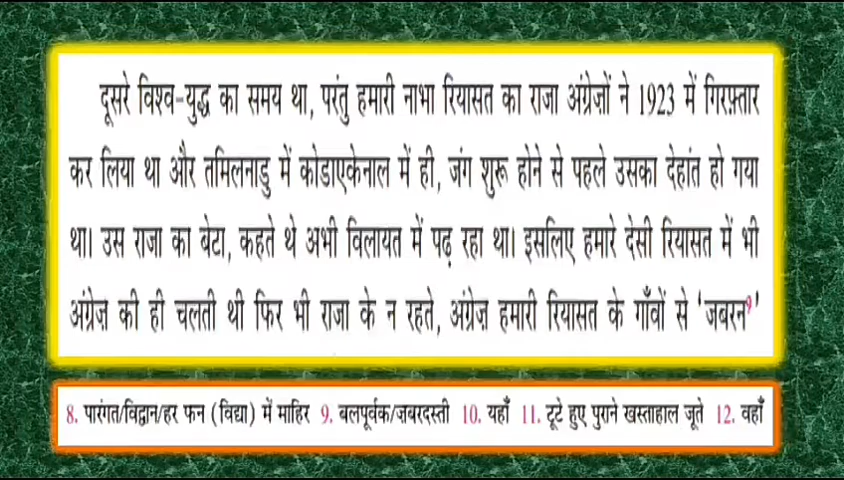 दूसरे विश्व-युद्ध का समय था, परंतु हमारी नाभा रियासत का राजा अंग्रेज़ों ने 1923 में गिरफ़्तार
कर लिया था और तमिलनाडु में कोडाएकेनाल में ही, जंग शुरू होने से पहले उसका देहांत हो गया
था। उस राजा का बेटा, कहते थे अभी विलायत में पढ़ रहा था। इसलिए हमारे देसी रियासत में भी
अंग्रेज़ की ही चलती थी फिर भी राजा के न रहते, अंग्रेज़ हमारी रियासत के गाँवों से 'जबरन9'
8. पारंगत/विद्वान/हर फन (विद्या) में माहिर 9. बलपूर्वक/ज़बरदस्ती 10. यहाँ 11. टूटे हुए पुराने खस्ताहाल जूते 12. वहाँ